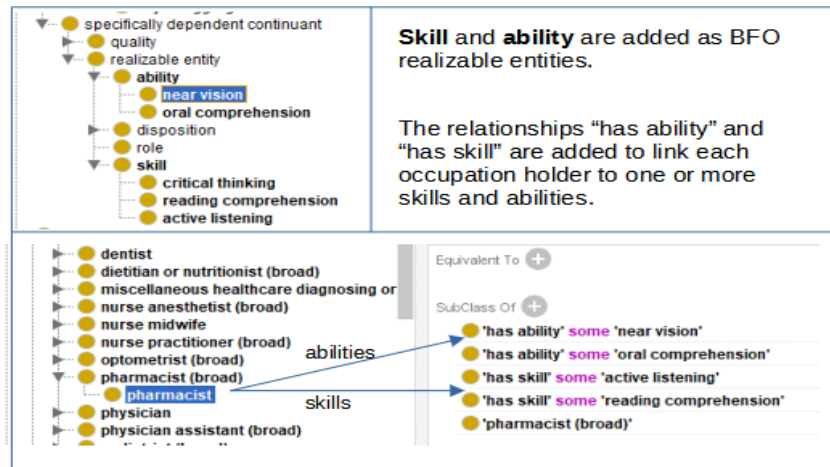 specifically dependent continuant
quality
realizable entity
ability
near vision
oral comprehension
disposition
role
skill
critical thinking
reading comprehension
active listening
Skill and ability are added as BFO
realizable entities.
The relationships “has ability” and
“has skill” are added to link each
occupation holder to one or more
skills and abilities.
dentist
dietitian or nutritionist (broad)
miscellaneous healthcare diagnosing or
nurse anesthetist (broad)
nurse midwife
nurse practitioner (broad)
optometrist (broad)
pharmacist (broad)
pharmacist
physician
physician assistant (broad)
abilities
skills
Equivalent To
SubClass Of
'has ability' some 'near vision'
'has ability' some 'oral comprehension'
'has skill' some 'active listening'
'has skill' some 'reading comprehension'
'pharmacist (broad)'